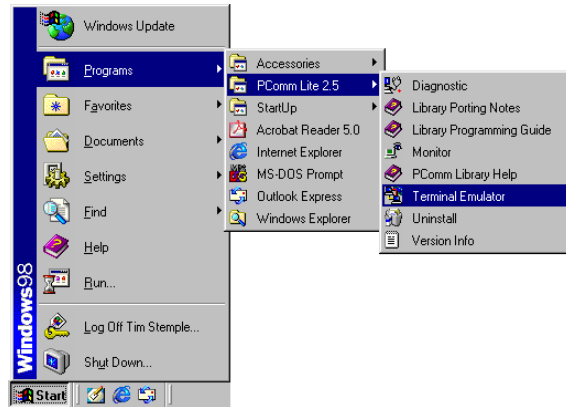 Windows Update
Programs
Favorites
Documents
Settings
Find
Help
Run...
Log Off Tim Stemple...
Shut Down...
Windows98
Start
Accessories
PComm Lite 2.5
StartUp
Acrobat Reader 5.0
Internet Explorer
MS-DOS Prompt
Outlook Express
Windows Explorer
Diagnostic
Library Porting Notes
Library Programming Guide
Monitor
PComm Library Help
Terminal Emulator
Uninstall
Version Info